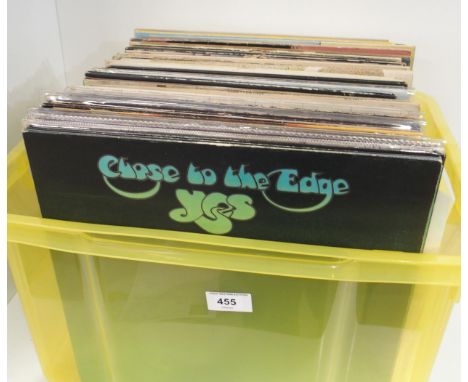 Close to the Edge
yes
455